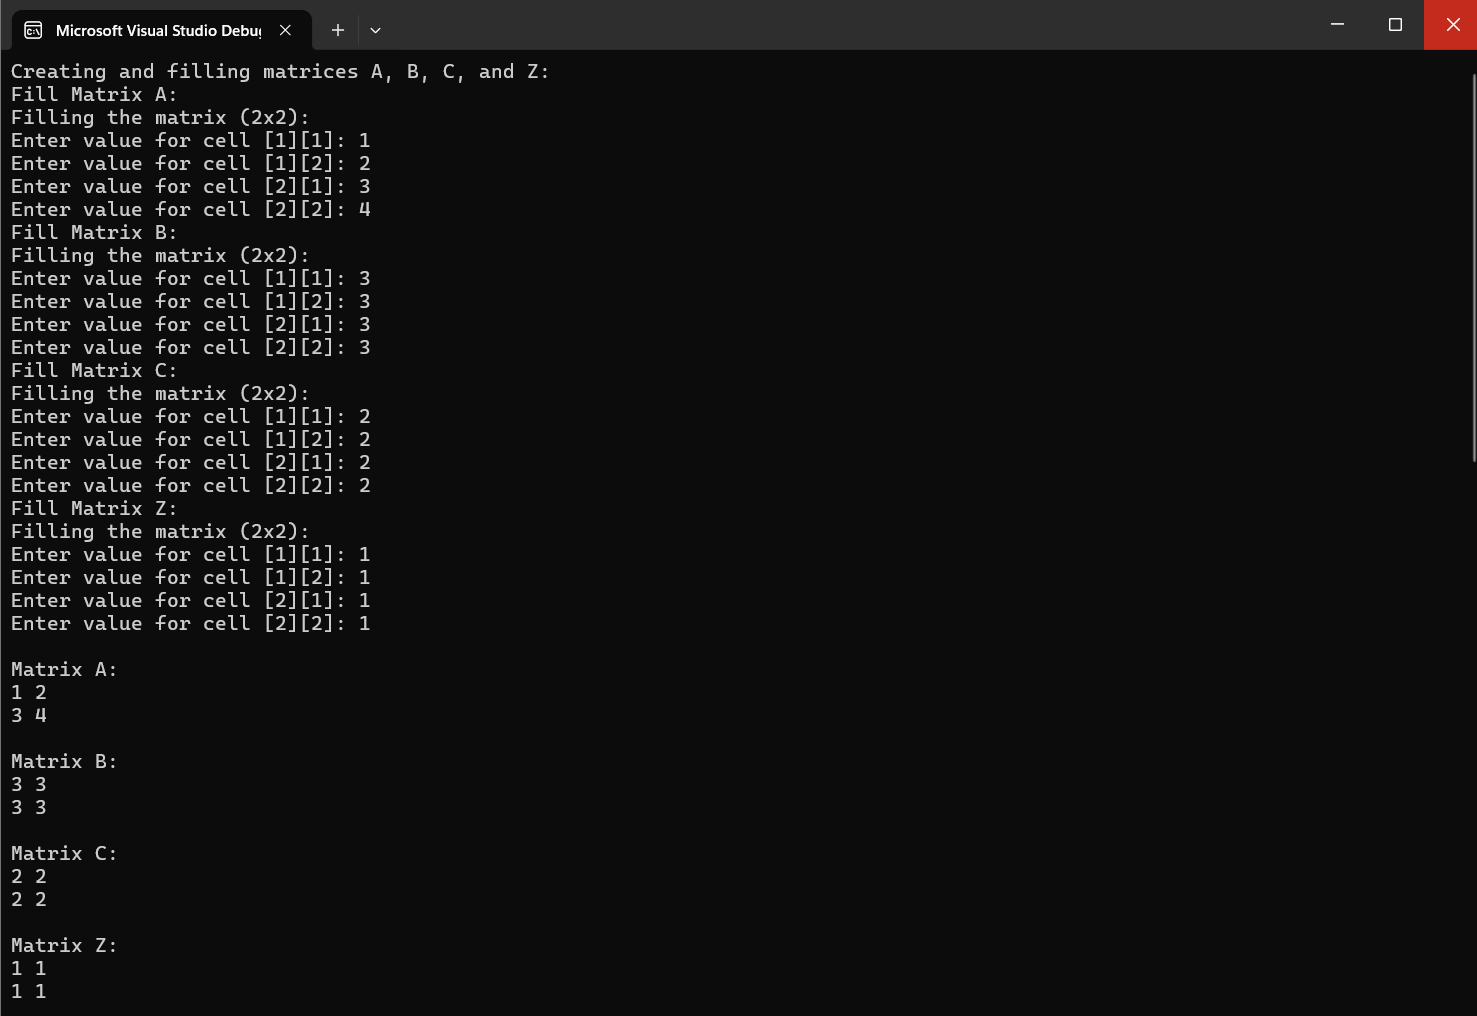 Microsoft Visual Studio Debug
Creating and filling matrices A, B, C, and Z:
Fill Matrix A:
Filling the matrix (2x2):
Enter value for cell [1][1]: 1
Enter value for cell [1][2]: 2
Enter value for cell [2][1]: 3
Enter value for cell [2][2]: 4
Fill Matrix B:
Filling the matrix (2x2):
Enter value for cell [1][1]: 3
Enter value for cell [1][2]: 3
Enter value for cell [2][1]: 3
Enter value for cell [2][2]: 3
Fill Matrix C:
Filling the matrix (2x2):
Enter value for cell [1][1]: 2
Enter value for cell [1][2]: 2
Enter value for cell [2][1]: 2
Enter value for cell [2][2]: 2
Fill Matrix Z:
Filling the matrix (2x2):
Enter value for cell [1][1]: 1
Enter value for cell [1][2]: 1
Enter value for cell [2][1]: 1
Enter value for cell [2][2]: 1
Matrix A:
1 2
3 4
Matrix B:
3 3
3 3
Matrix C:
2 2
2 2
Matrix Z:
1 1
1 1